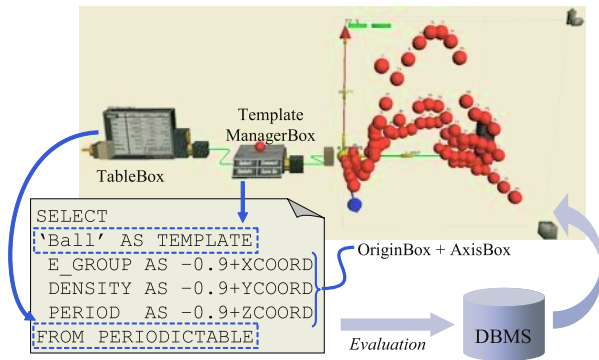 Template
ManagerBox
TableBox
SELECT
‘Ball’ AS TEMPLATE
E_GROUP AS -0.9+XCOORD
DENSITY AS -0.9+YCOORD
PERIOD AS -0.9+ZCOORD
FROM PERIODICTABLE
OriginBox + AxisBox
Evaluation
DBMS